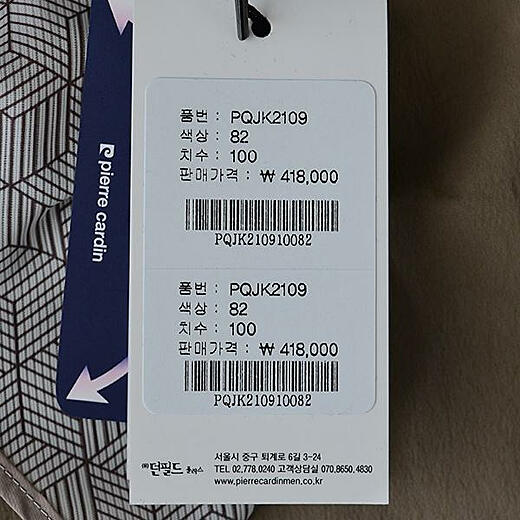 pierre cardin
품번 : PQJK2109
색상 : 82
치수 : 100
판매가격 : ₩ 418,000
PQJK210910082
품번 : PQJK2109
색상 : 82
치수 : 100
판매가격 : ₩ 418,000
PQJK210910082
㈜던필드 플러스
서울시 중구 퇴계로 6길 3-24
TEL 02.778.0240 고객상담실 070.8650.4830
www.pierrecardinmen.co.kr